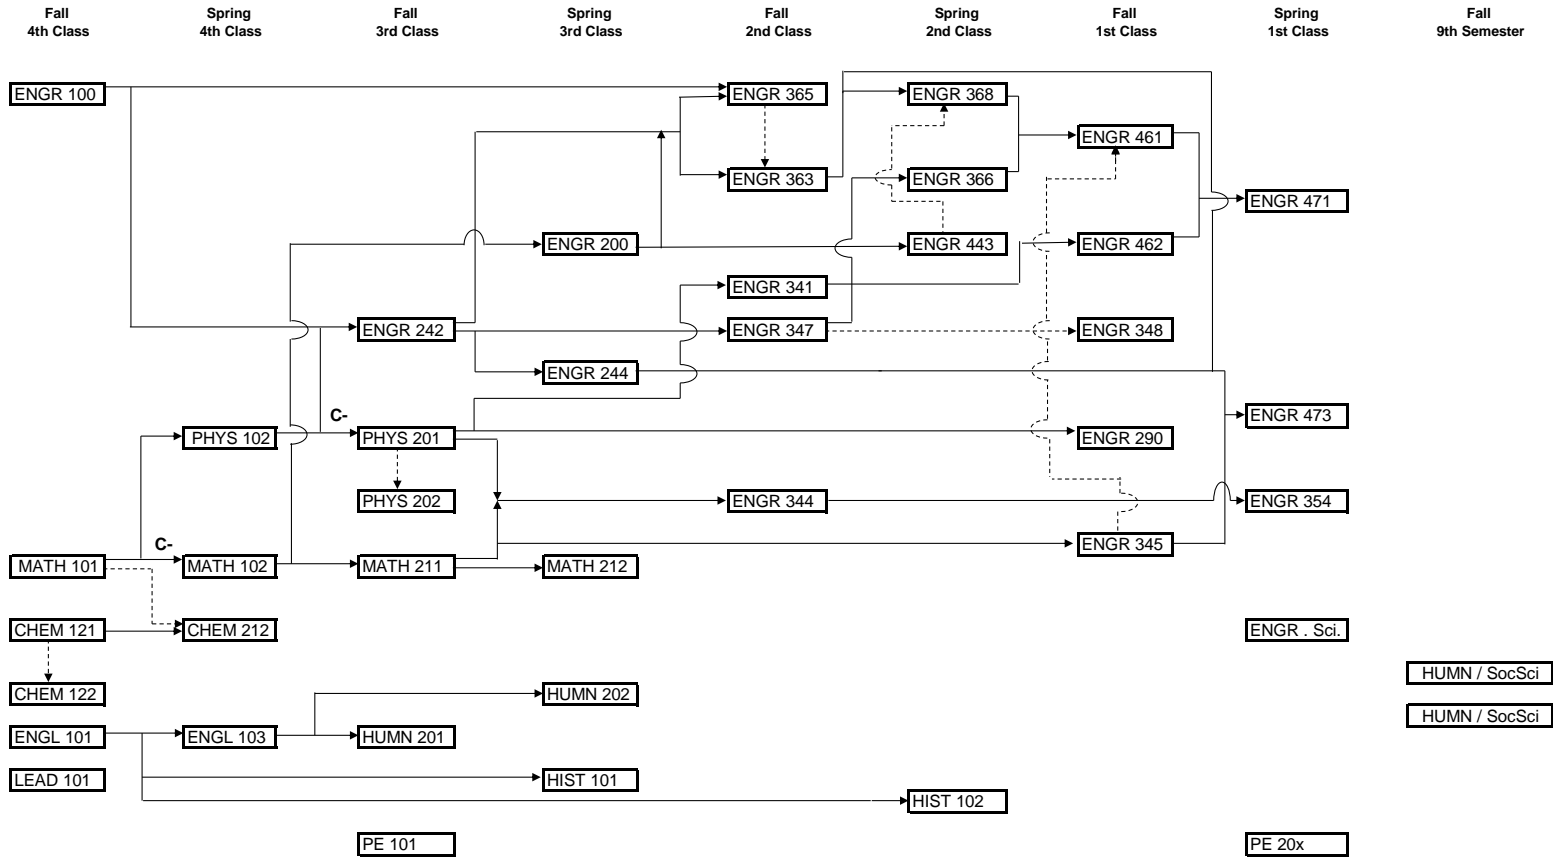 Fall Spring Fall Spring Fall Spring Fall Spring Fall
4th Class 4th Class 3rd Class 3rd Class 2nd Class 2nd Class 1st Class 1st Class 9th Semester
ENGR 100 ENGR 365 ENGR 368
ENGR 461
ENGR 363 ENGR 366
ENGR 471
ENGR 200 ENGR 443 ENGR 462
ENGR 341
ENGR 242 ENGR 347 ENGR 348
ENGR 244
C- ENGR 473
PHYS 102 PHYS 201 ENGR 290
PHYS 202 ENGR 344 ENGR 354
C- ENGR 345
MATH 101 MATH 102 MATH 211 MATH 212
CHEM 121 CHEM 212 ENGR . Sci.
HUMN / SocSci
CHEM 122 HUMN 202
HUMN / SocSci
ENGL 101 ENGL 103 HUMN 201
LEAD 101 HIST 101
HIST 102
PE 101 PE 20x